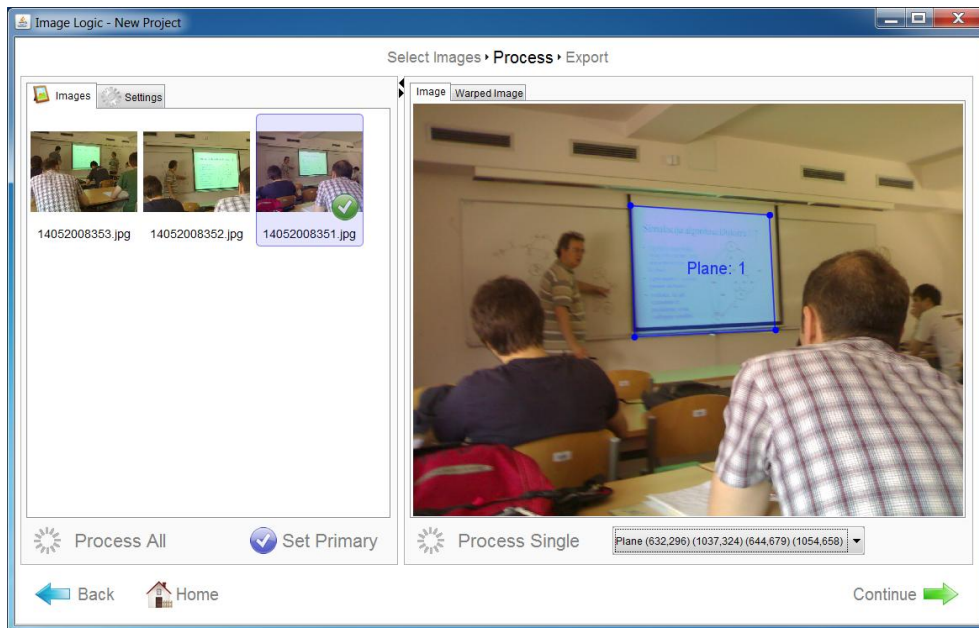 Image Logic - New Project
Select Images • Process • Export
Images
Settings
14052008353.jpg
14052008352.jpg
14052008351.jpg
Process All
Set Primary
Image
Warped Image
Plane: 1
Process Single
Plane (632,296) (1037,324) (644,679) (1054,658)
Back
Home
Continue